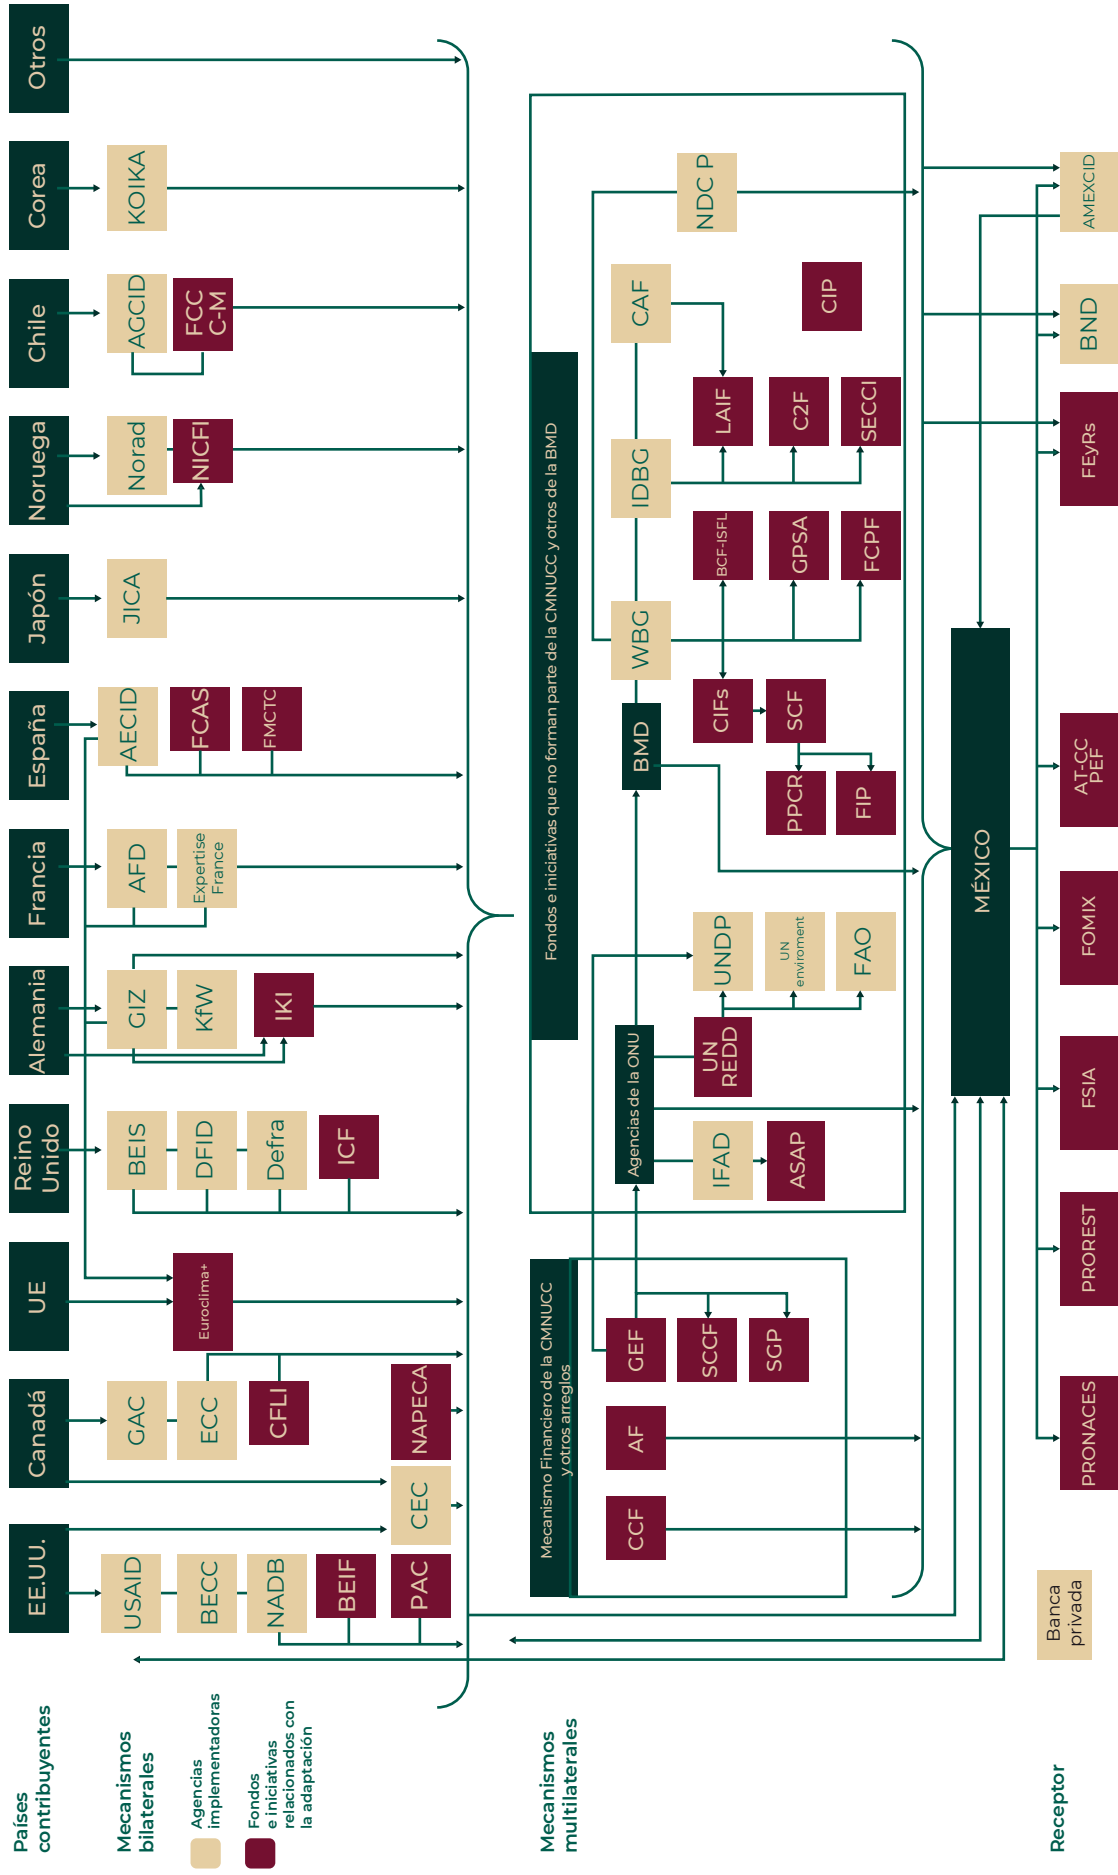 Países
contribuyentes
EE.UU.
Canadá
UE
Reino
Unido
Alemania
Francia
España
Japón
Noruega
Chile
Corea
Otros
Mecanismos
bilaterales
USAID
BECC
NADB
BEIF
PAC
CEC
NAPECA
GAC
ECC
CFLI
Euroclima+
BEIS
DFID
Defra
ICF
GIZ
KfW
IKI
AFD
Expertise
France
AECID
FCAS
FMCTC
JICA
Norad
NICFI
AGCID
FCC
C-M
KOIKA
Agencias
implementadoras
Fondos
e iniciativas
relacionados con
la adaptación
Mecanismos
multilaterales
Mecanismo Financiero de la CMNUCC
y otros arreglos
CCF
AF
GEF
SCCF
SGP
Fondos e iniciativas que no forman parte de la CMNUCC y otros de la BMD
Agencias de la ONU
IFAD
ASAP
UN
REDD
UNDP
UN
enviroment
FAO
BMD
WBG
IDBG
CAF
NDC P
CIFs
SCF
PPCR
FIP
BCF-ISFL
GPSA
FCPF
LAIF
C2F
SECCI
CIP
MÉXICO
Receptor
Banca
privada
PRONACES
PROREST
FSIA
FOMIX
AT-CC
PEF
FEyRs
BND
AMEXCID